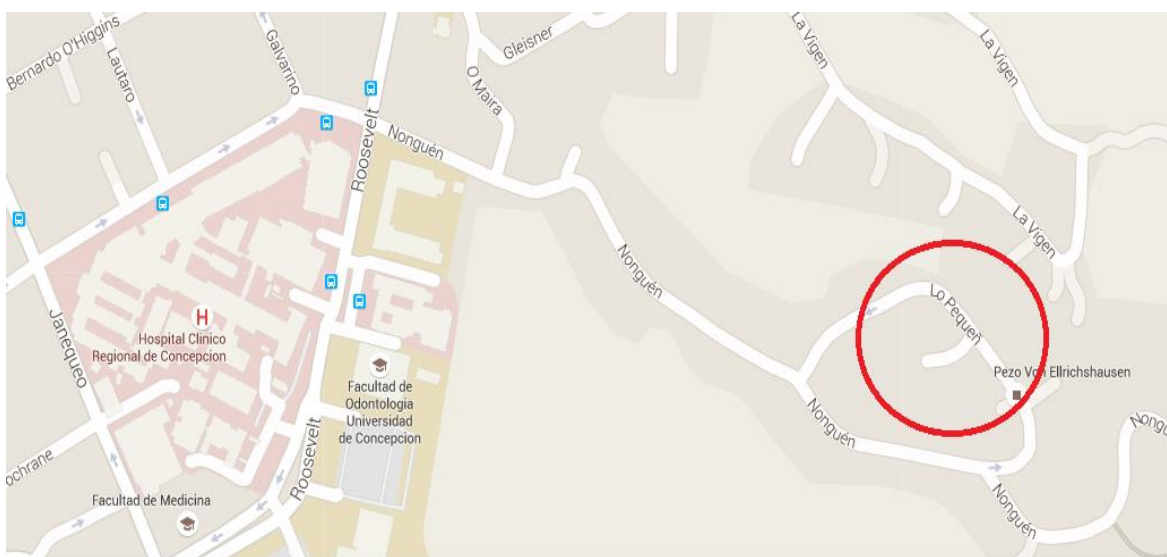 Bernardo O'Higgins
Lautaro
Galvarino
Gleisner
O Maira
La Vigen
La Vigen
Nonguén
Roosevelt
La Vigen
Nonguén
Lo Pequeñ
H
Hospital Clinico
Regional de Concepcion
Janequeo
Pezo Von Ellrichshausen
Facultad de
Odontologia
Universidad
de Concepcion
Nonguén
Nongu
ochrane
Roosevelt
Facultad de Medicina
Nonguén